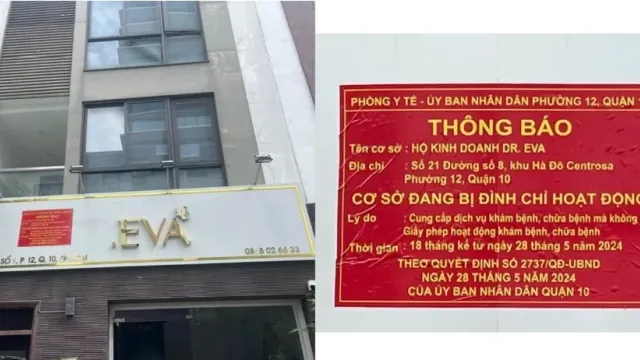 EVA
SỐ
P 12, Q. 10,
02 66 33
PHÒNG Y TẾ - ỦY BAN NHÂN DÂN PHƯỜNG 12, QUẬN
THÔNG BÁO
Tên cơ sở : HỘ KINH DOANH DR. EVA
Địa chỉ : Số 21 Đường số 8, khu Hà Đô Centrosa
Phường 12, Quận 10
CƠ SỞ ĐANG BỊ ĐÌNH CHỈ HOẠT ĐỘNG
Lý do : Cung cấp dịch vụ khám bệnh, chữa bệnh mà không
Giấy phép hoạt động khám bệnh, chữa bệnh
Thời gian : 18 tháng kể từ ngày 28 tháng 5 năm 2024
THEO QUYẾT ĐỊNH SỐ 2737/QĐ-UBND
NGÀY 28 THÁNG 5 NĂM 2024
CỦA ỦY BAN NHÂN DÂN QUẬN 10